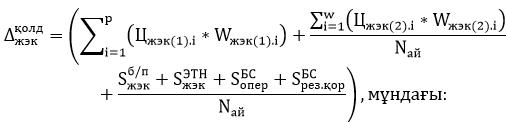 Δ^қолд_жэк = (∑^p_i=1(Ц_жэк(1).i * W_жэк(1).i) + ∑^w_i=1(Ц_жэк(2).i * W_жэк(2).i) / N_ай
+ (S^б/п_жэк + S^ЭТН_жэк + S^БС_опер + S^БС_рез.қор) / N_ай), мұндағы: